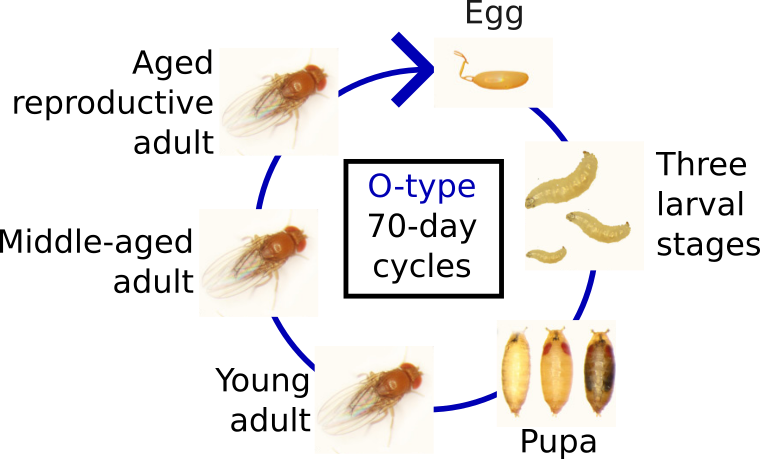 Egg
Aged
reproductive
adult
Three
larval
stages
O-type
70-day
cycles
Middle-aged
adult
Young
adult
Pupa